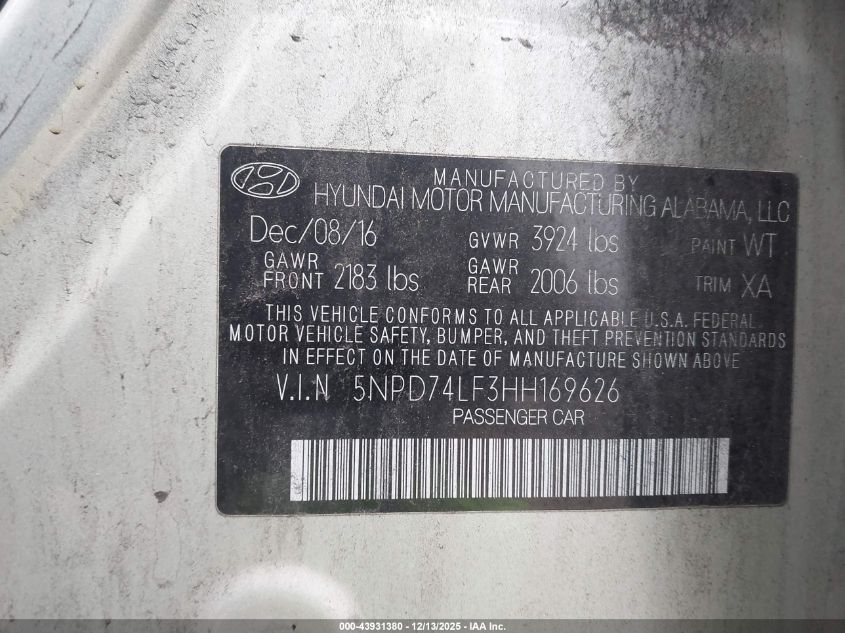 MANUFACTURED BY
HYUNDAI MOTOR MANUFACTURING ALABAMA, LLC
Dec/08/16 GVWR 3924 lbs PAINT WT
GAWR FRONT 2183 lbs GAWR REAR 2006 lbs TRIM XA
THIS VEHICLE CONFORMS TO ALL APPLICABLE U.S.A. FEDERAL
MOTOR VEHICLE SAFETY, BUMPER, AND THEFT PREVENTION STANDARDS
IN EFFECT ON THE DATE OF MANUFACTURE SHOWN ABOVE.
V.I.N 5NPD74LF3HH169626
PASSENGER CAR
000-43931380 - 12/13/2025 - IAA Inc.